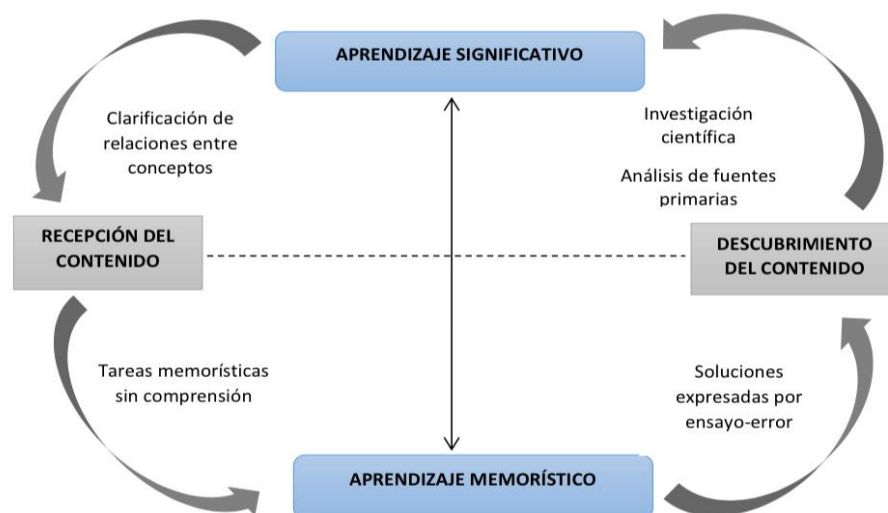 APRENDIZAJE SIGNIFICATIVO
Clarificación de
relaciones entre
conceptos
Investigación
científica
Análisis de fuentes
primarias
RECEPCIÓN DEL
CONTENIDO
DESCUBRIMIENTO
DEL CONTENIDO
Tareas memorísticas
sin comprensión
Soluciones
expresadas por
ensayo-error
APRENDIZAJE MEMORÍSTICO